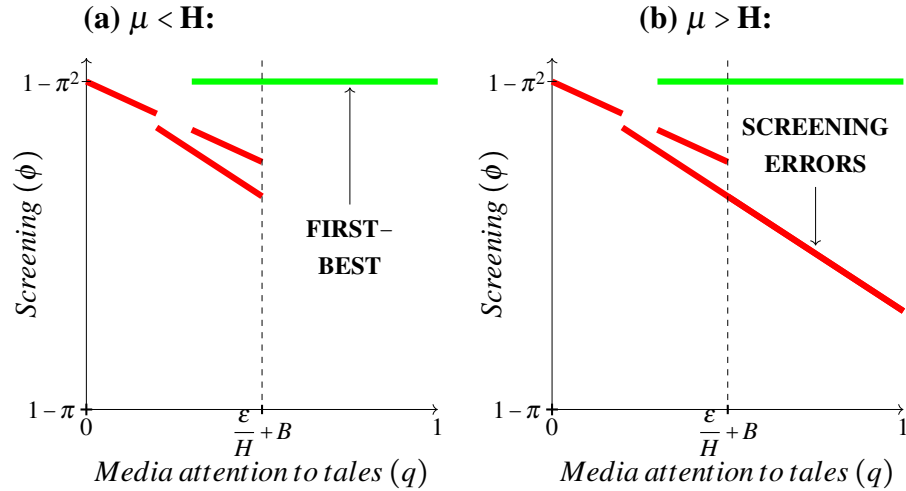 (a) μ < H:
1 – π²
Screening (ϕ)
FIRST–
BEST
1 – π
0
ε/H + B
1
Media attention to tales (q)
(b) μ > H:
1 – π²
Screening (ϕ)
SCREENING
ERRORS
1 – π
0
ε/H + B
1
Media attention to tales (q)